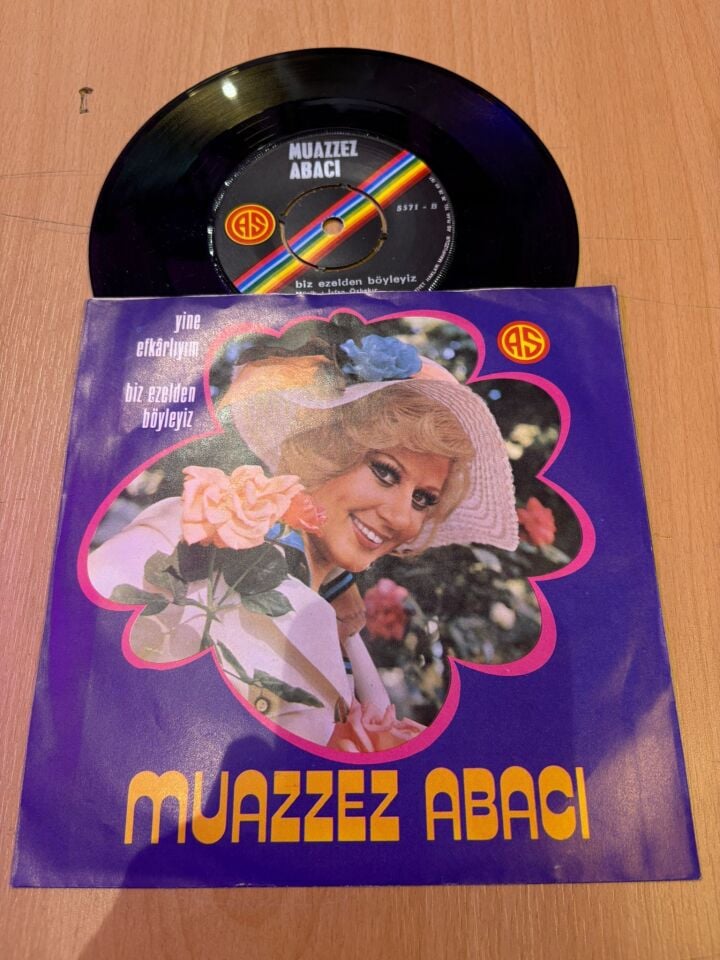 MUAZZEZ
ABACI
AS
5571 - B
biz ezelden böyleyiz
yine
efkârlıyım
biz ezelden
böyleyiz
AS
MUAZZEZ ABACI